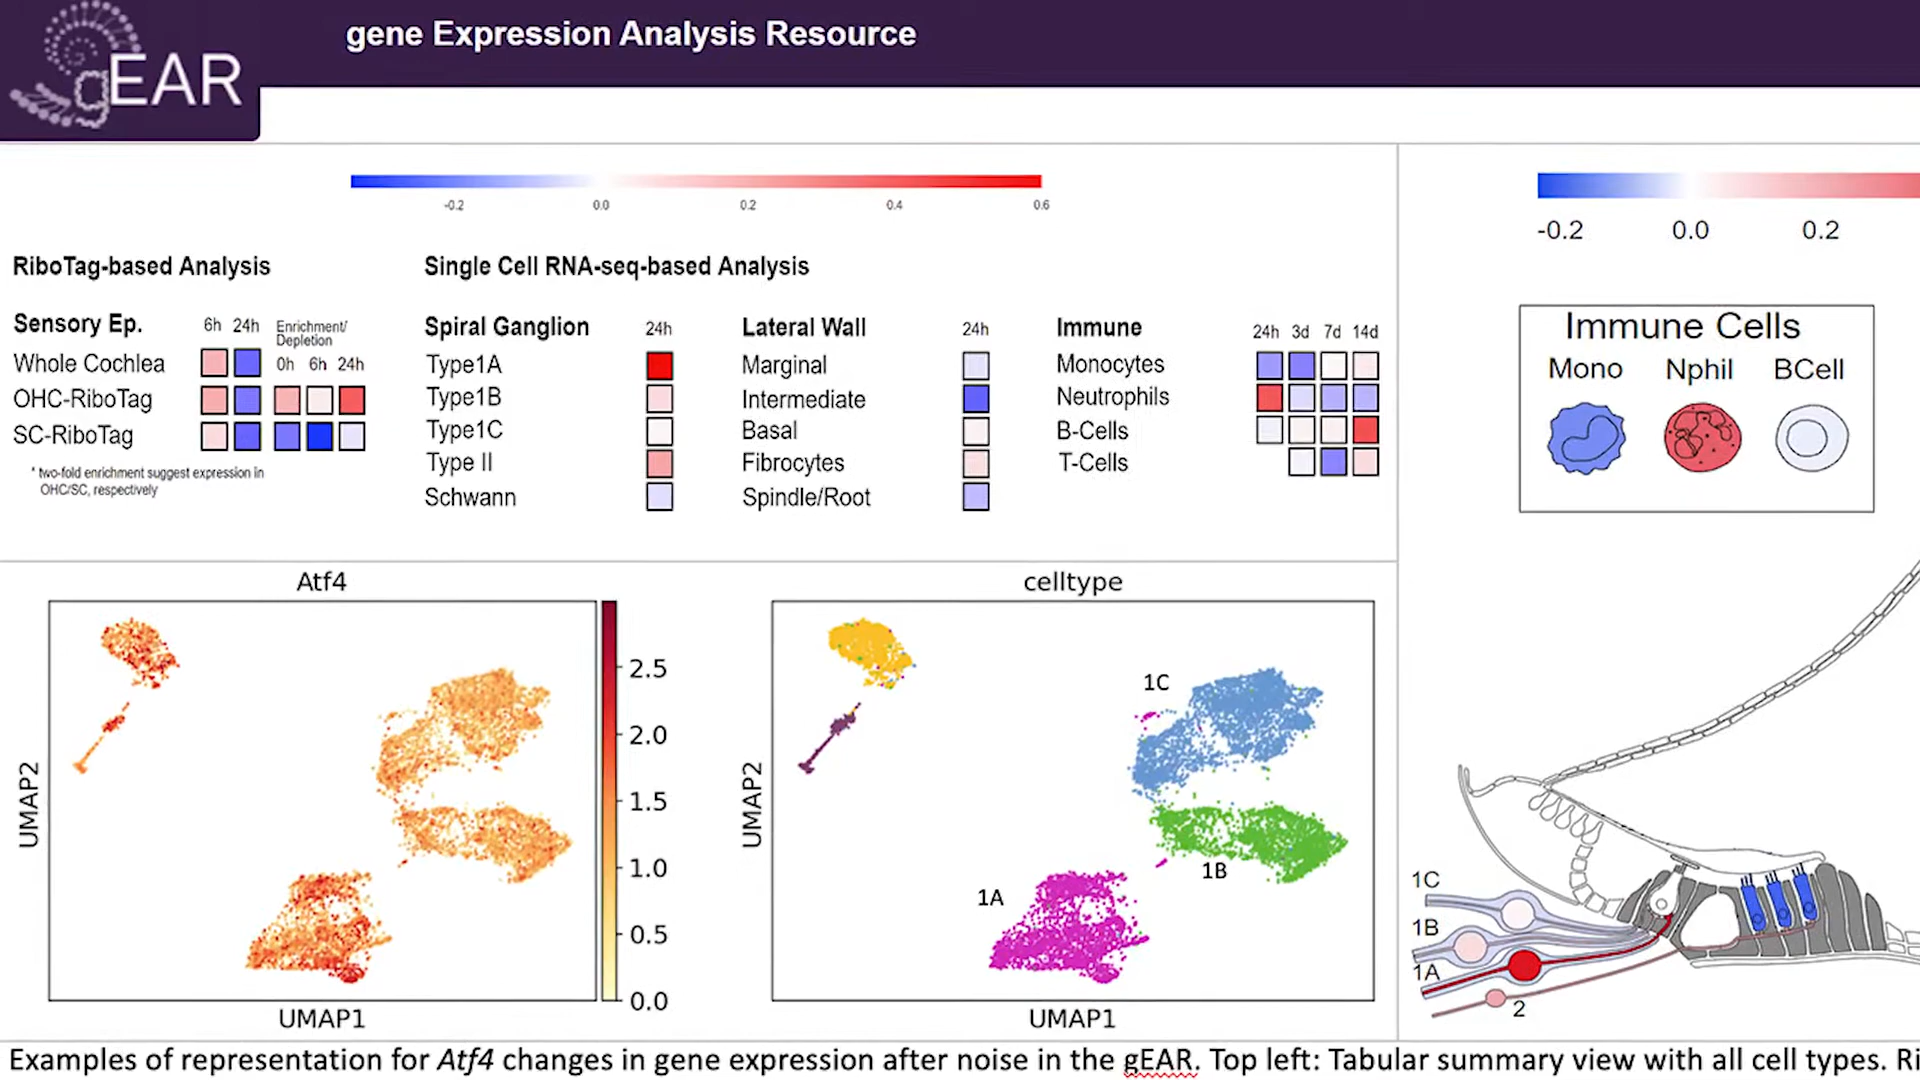 gEAR
gene Expression Analysis Resource
-0.2 0.0 0.2 0.4 0.6
RiboTag-based Analysis
Sensory Ep. 6h 24h Enrichment/
Depletion
Whole Cochlea 0h 6h 24h
OHC-RiboTag
SC-RiboTag
* two-fold enrichment suggest expression in
OHC/SC, respectively
Single Cell RNA-seq-based Analysis
Spiral Ganglion 24h
Type1A
Type1B
Type1C
Type II
Schwann
Lateral Wall 24h
Marginal
Intermediate
Basal
Fibrocytes
Spindle/Root
Immune 24h 3d 7d 14d
Monocytes
Neutrophils
B-Cells
T-Cells
-0.2 0.0 0.2
Immune Cells
Mono Nphil BCell
Atf4
2.5
2.0
1.5
1.0
0.5
0.0
UMAP2
UMAP1
celltype
1C
1B
1A
UMAP2
UMAP1
1C
1B
1A
2
Examples of representation for Atf4 changes in gene expression after noise in the gEAR. Top left: Tabular summary view with all cell types. Ri